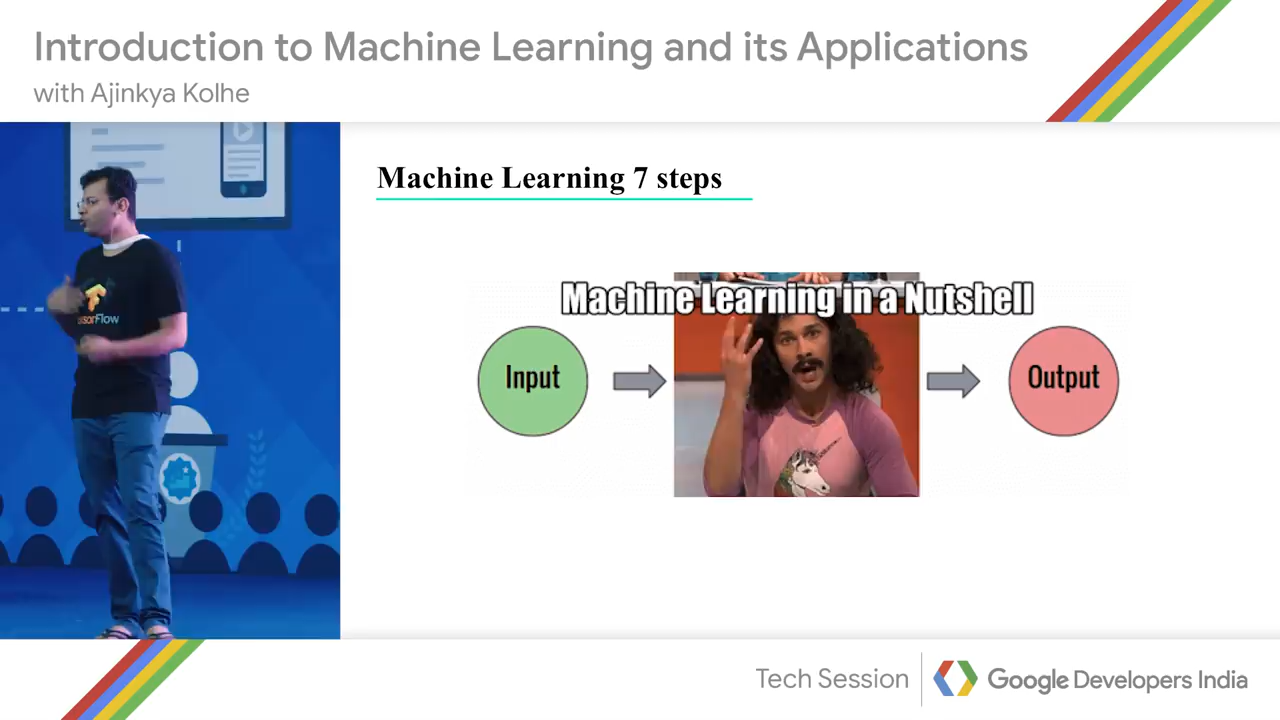 Introduction to Machine Learning and its Applications
with Ajinkya Kolhe
Machine Learning 7 steps
Machine Learning in a Nutshell
Input
Output
Tech Session
Google Developers India